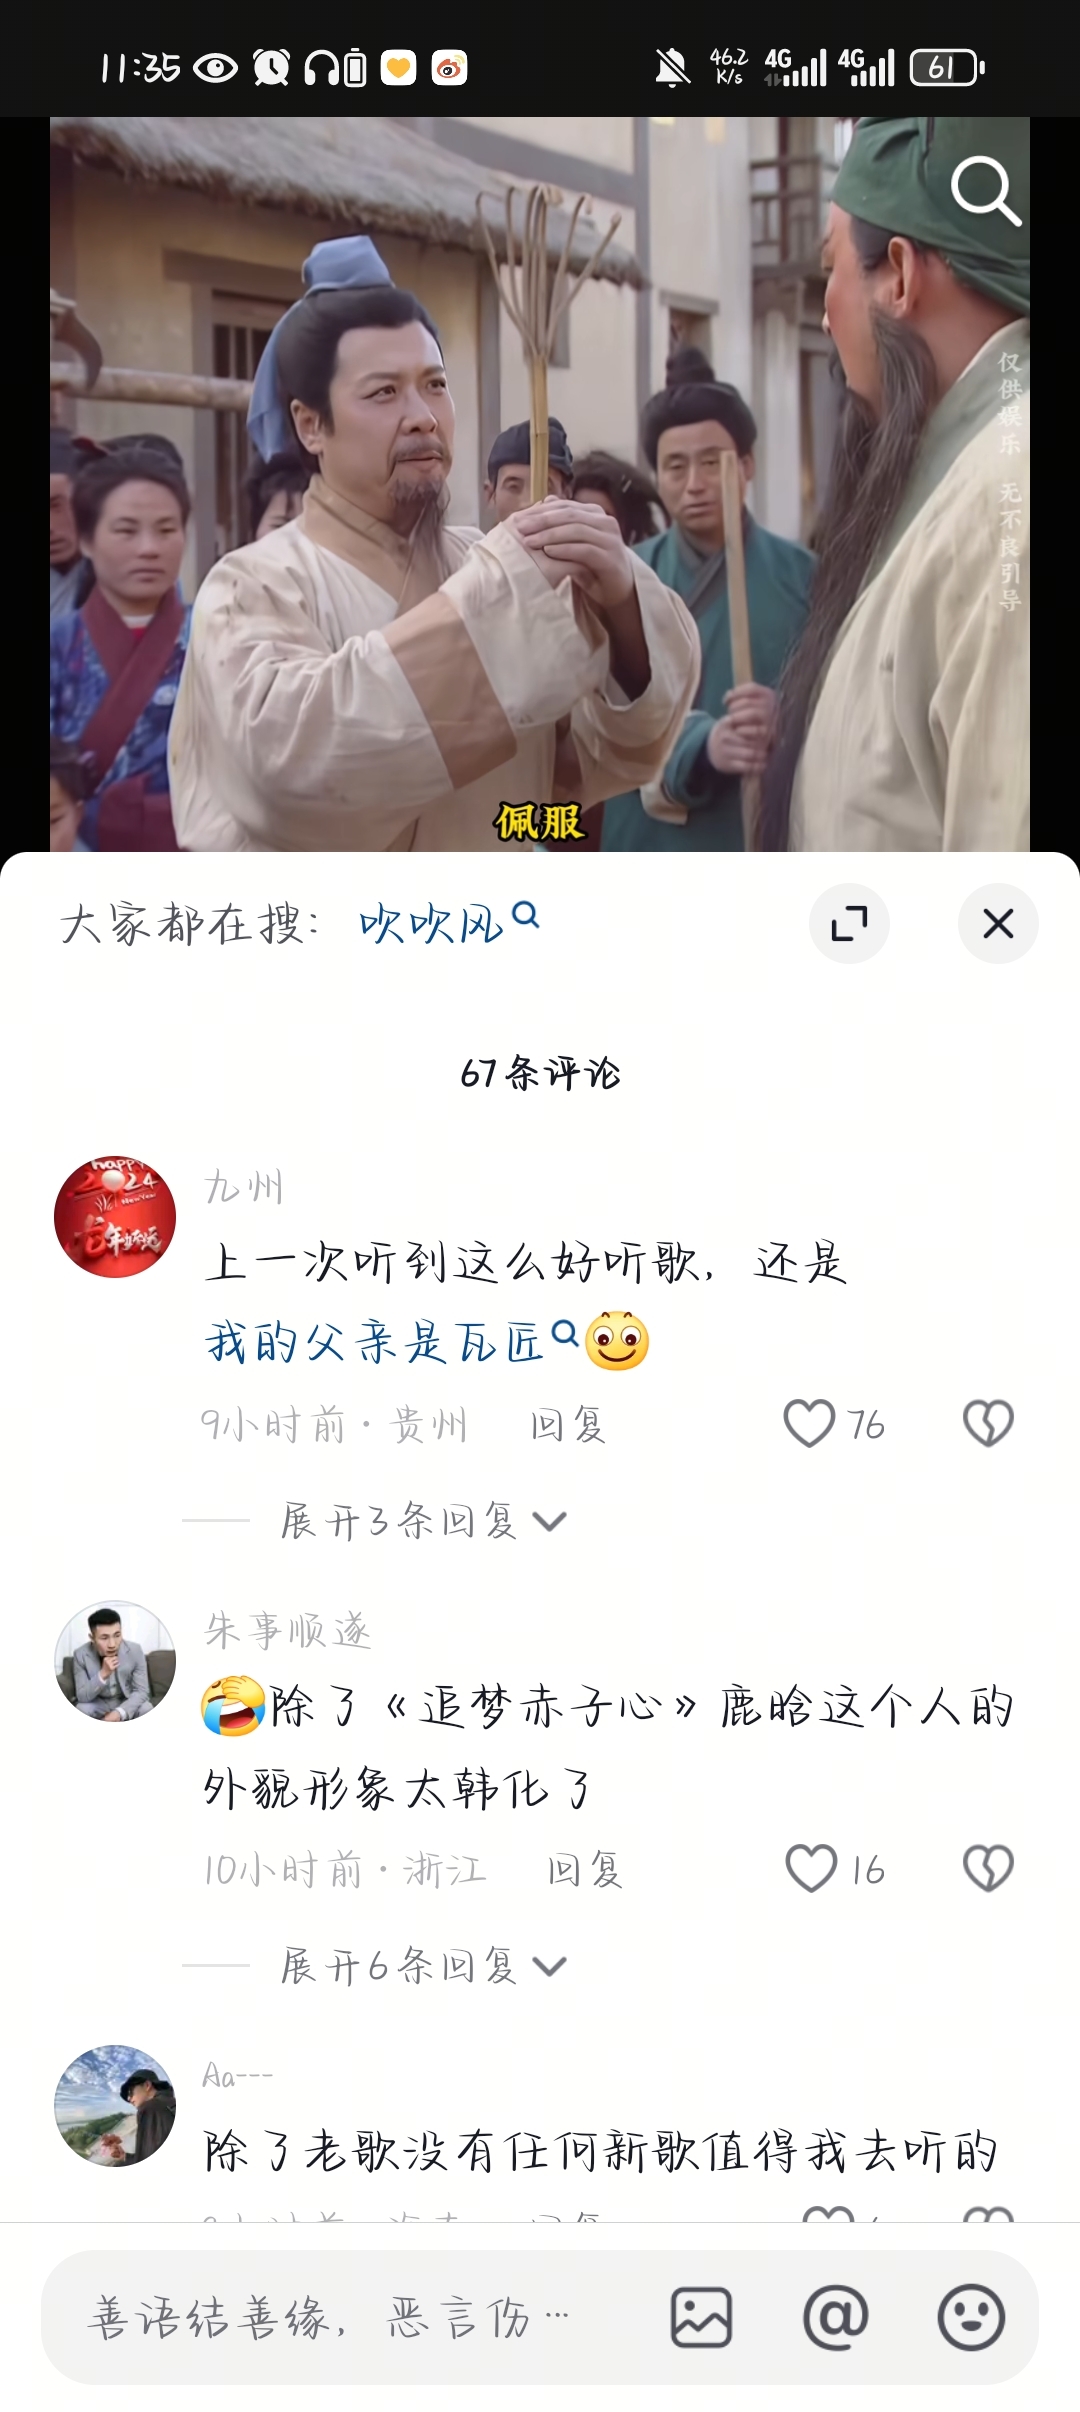 11:35
46.2
K/s
4G
4G
61
仅供娱乐 无不良引导
佩服
大家都在搜: 吹吹风
67条评论
happy
2024
New Year
九州
上一次听到这么好听歌, 还是
我的父亲是瓦匠
9小时前·贵州 回复 76
展开3条回复
朱事顺遂
除了《追梦赤子心》鹿晗这个人的
外貌形象太韩化了
10小时前·浙江 回复 16
展开6条回复
Aa---
除了老歌没有任何新歌值得我去听的
善语结善缘, 恶言伤…